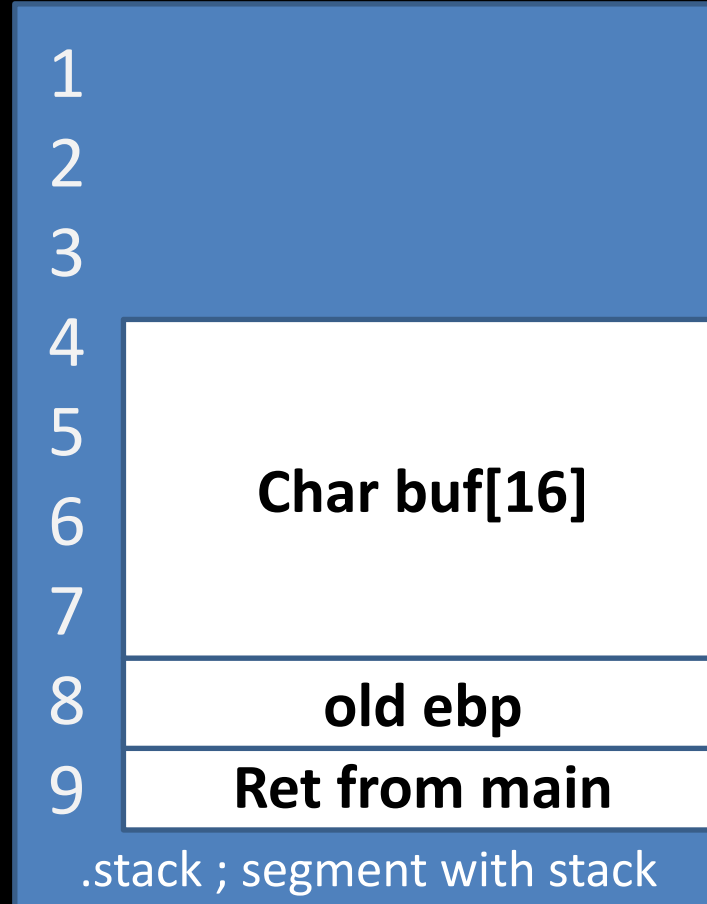 1
2
3
4
5
Char buf[16]
6
7
8 old ebp
9 Ret from main
.stack ; segment with stack